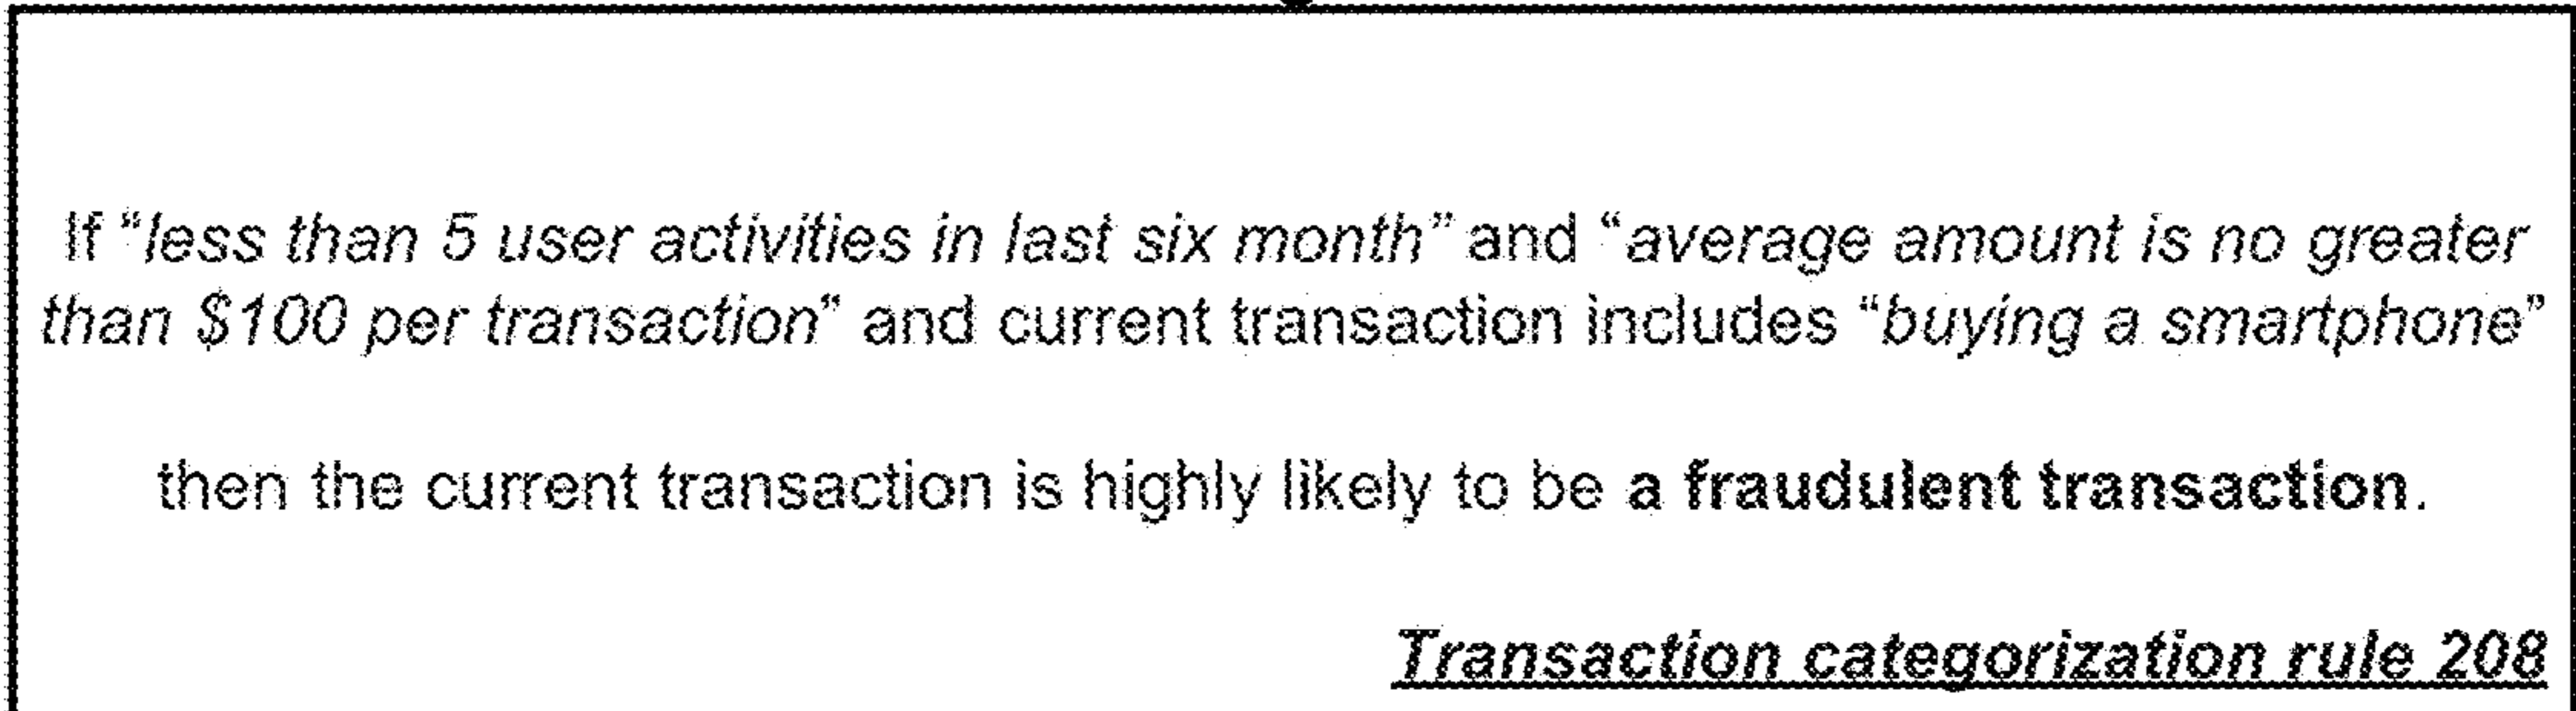 If “less than 5 user activities in last six month” and “average amount is no greater
than $100 per transaction” and current transaction includes “buying a smartphone”
then the current transaction is highly likely to be a fraudulent transaction.
Transaction categorization rule 208